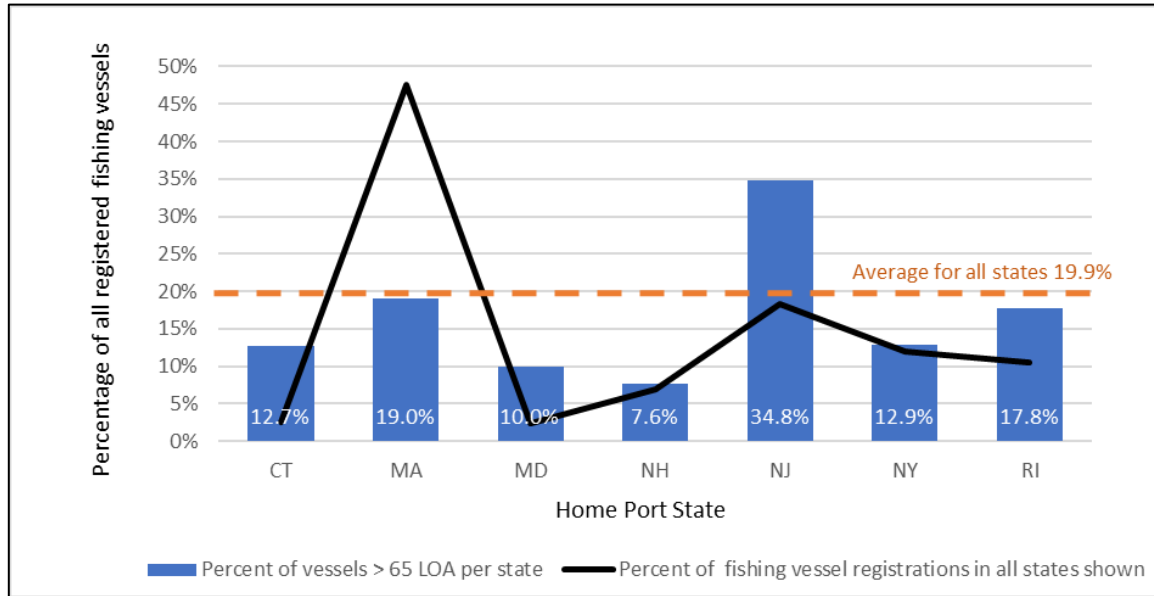 Percentage of all registered fishing vessels
50%
45%
40%
35%
30%
25%
20%
15%
10%
5%
0%
Average for all states 19.9%
12.7%
19.0%
10.0%
7.6%
34.8%
12.9%
17.8%
CT
MA
MD
NH
NJ
NY
RI
Home Port State
Percent of vessels > 65 LOA per state
Percent of fishing vessel registrations in all states shown